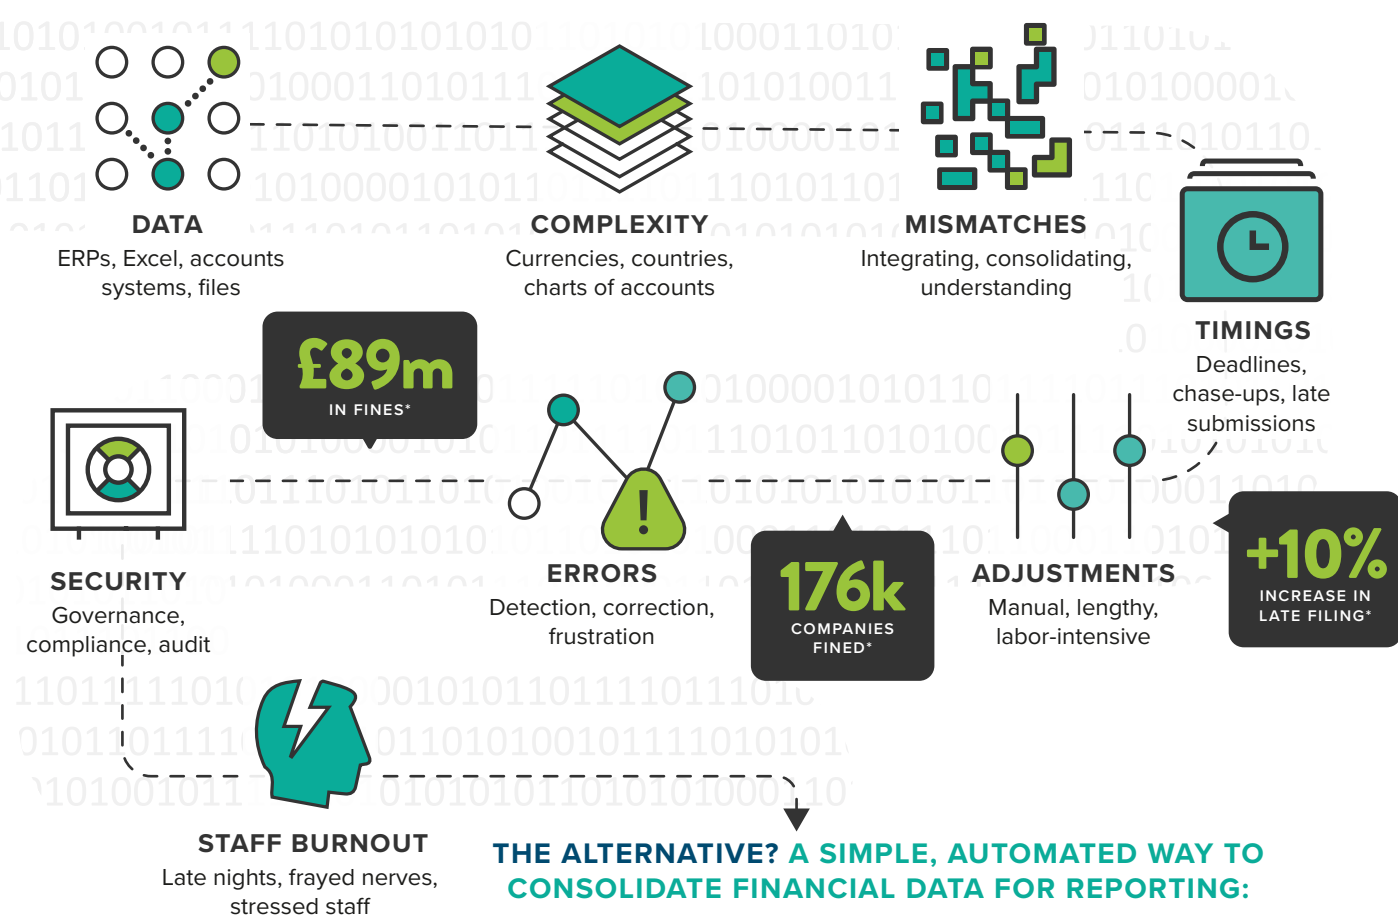 DATA
ERPs, Excel, accounts
systems, files
COMPLEXITY
Currencies, countries,
charts of accounts
MISMATCHES
Integrating, consolidating,
understanding
TIMINGS
Deadlines,
chase-ups, late
submissions
+10%
INCREASE IN
LATE FILING*
ADJUSTMENTS
Manual, lengthy,
labor-intensive
176k
COMPANIES
FINED*
ERRORS
Detection, correction,
frustration
£89m
IN FINES*
SECURITY
Governance,
compliance, audit
STAFF BURNOUT
Late nights, frayed nerves,
stressed staff
THE ALTERNATIVE? A SIMPLE, AUTOMATED WAY TO
CONSOLIDATE FINANCIAL DATA FOR REPORTING: